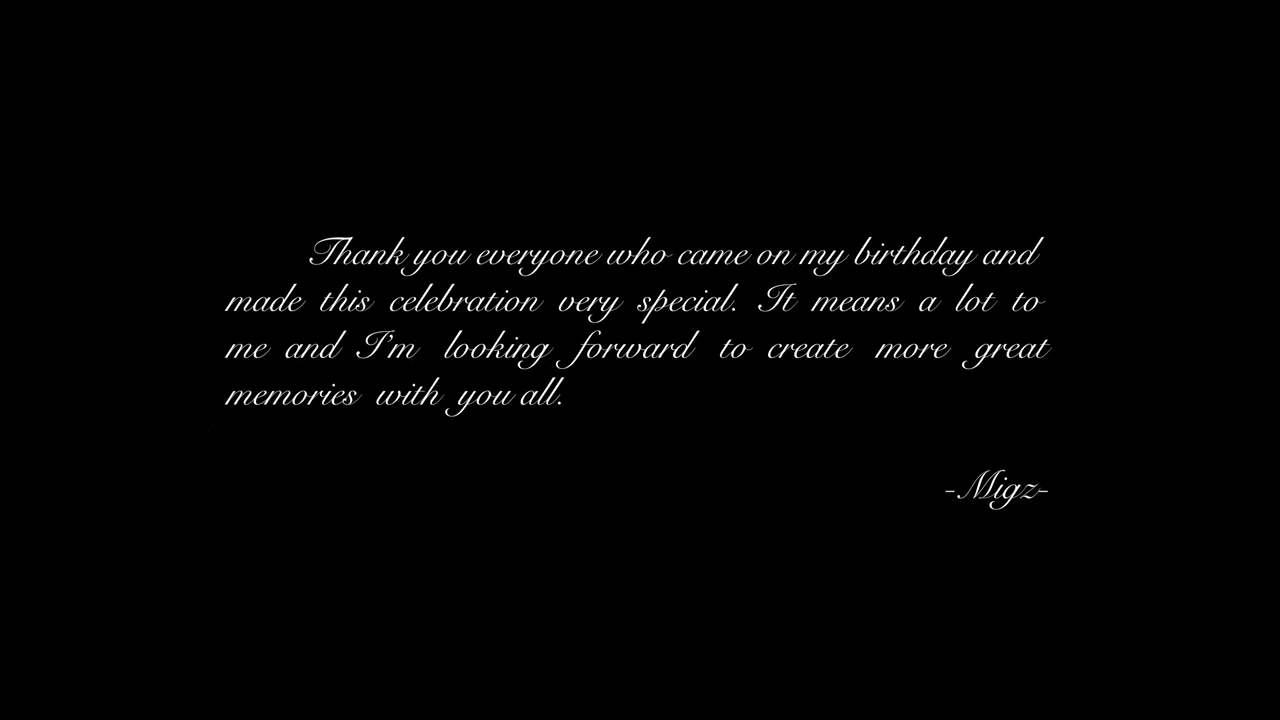 Thank you everyone who came on my birthday and
made this celebration very special. It means a lot to
me and I'm looking forward to create more great
memories with you all.
-Migz-